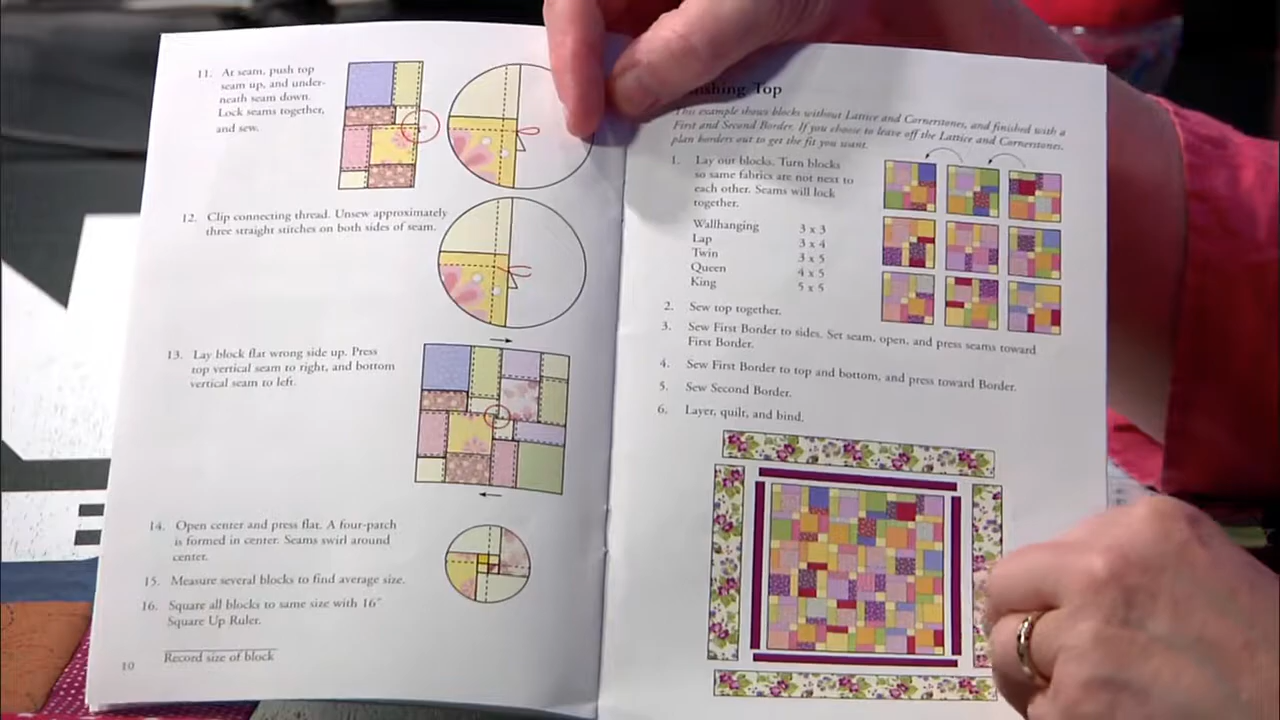 11. At seam, push top
seam up, and under-
neath seam down.
Lock seams together,
and sew.
12. Clip connecting thread. Unsew approximately
three straight stitches on both sides of seam.
13. Lay block flat wrong side up. Press
top vertical seam to right, and bottom
vertical seam to left.
14. Open center and press flat. A four-patch
is formed in center. Seams swirl around
center.
15. Measure several blocks to find average size.
16. Square all blocks to same size with 16"
Square Up Ruler.
Record size of block
10
Top
This example shows blocks without Lattice and Cornerstones, and finished with a
First and Second Border. If you choose to leave off the Lattice and Cornerstones,
plan borders out to get the fit you want.
1. Lay out blocks. Turn blocks
so same fabrics are not next to
each other. Seams will lock
together.
Wallhanging 3 x 3
Lap 3 x 4
Twin 3 x 5
Queen 4 x 5
King 5 x 5
2. Sew top together.
3. Sew First Border to sides. Set seam, open, and press seams toward
First Border.
4. Sew First Border to top and bottom, and press toward Border.
5. Sew Second Border.
6. Layer, quilt, and bind.